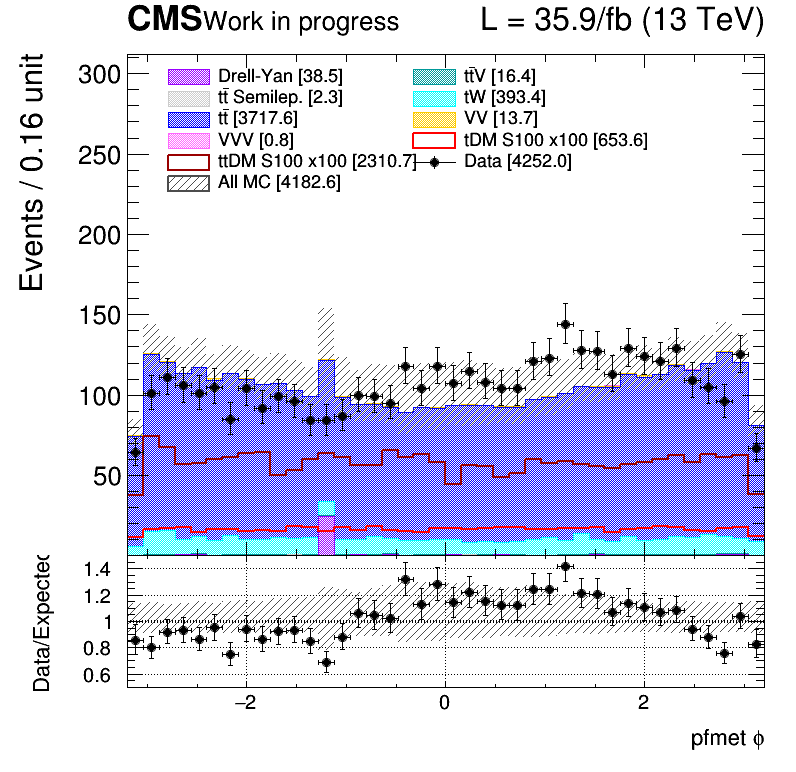 CMS Work in progress L = 35.9/fb (13 TeV)
Events / 0.16 unit
300
250
200
150
100
50
Drell-Yan [38.5] tt̄V [16.4]
tt̄ Semilep. [2.3] tW [393.4]
tt̄ [3717.6] VV [13.7]
VVV [0.8] tDM S100 x100 [653.6]
ttDM S100 x100 [2310.7] Data [4252.0]
All MC [4182.6]
Data/Expected
1.4
1.2
1
0.8
0.6
−2 0 2
pfmet ϕ